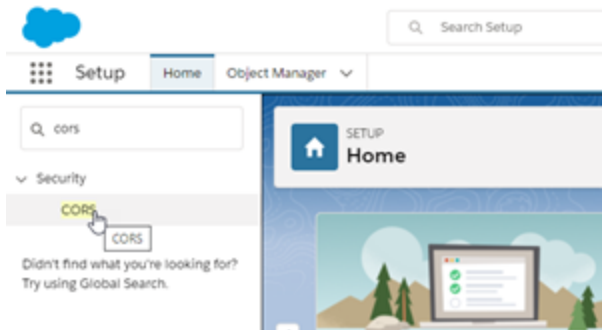 Search Setup
Setup Home Object Manager
cors
SETUP
Home
Security
CORS
CORS
Didn't find what you're looking for?
Try using Global Search.